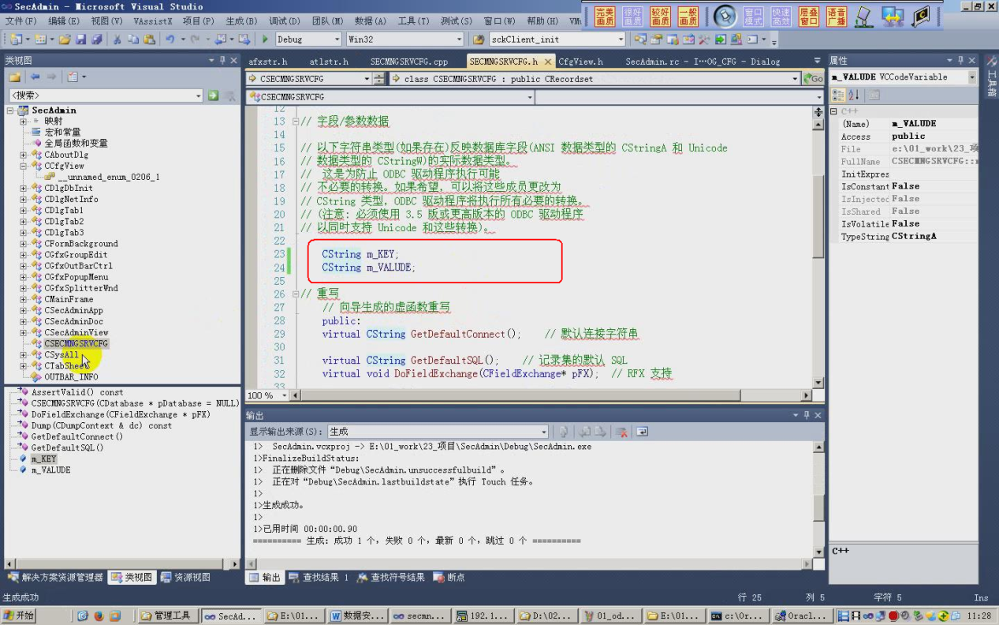 SecAdmin - Microsoft Visual Studio
文件(F) 编辑(E) 视图(V) VAssistX 项目(P) 生成(B) 调试(D) 团队(M) 数据(A) 工具(T) 测试(S) 窗口(W) 帮助(H)
完美画质 很好画质 较好画质 一般画质 窗口模式 快速高效 层叠窗口 语音广播
Debug Win32 sckClient_init
类视图
<搜索>
SecAdmin
映射
宏和常量
全局函数和变量
CAboutDlg
CCfgView
__unnamed_enum_0206_1
CDlgDbInit
CDlgNetInfo
CDlgTab1
CDlgTab2
CDlgTab3
CFormBackground
CGfxGroupEdit
CGfxOutBarCtrl
CGfxPopupMenu
CGfxSplitterWnd
CMainFrame
CSecAdminApp
CSecAdminDoc
CSecAdminView
CSECMNGSRVCFG
CSysAll
CTabSheet
OUTBAR_INFO
AssertValid() const
CSECMNGSRVCFG(CDatabase * pDatabase = NULL)
DoFieldExchange(CFieldExchange * pFX)
Dump(CDumpContext & dc) const
GetDefaultConnect()
GetDefaultSQL()
m_KEY
m_VALUDE
解决方案资源管理器 类视图 资源视图
afxstr.h atlstr.h SECMNGSRVCFG.cpp SECMNGSRVCFG.h CfgView.h SecAdmin.rc - I…OG_CFG - Dialog
CSECMNGSRVCFG class CSECMNGSRVCFG : public CRecordset Go
CSECMNGSRVCFG
12
13 // 字段/参数数据
14
15 // 以下字符串类型(如果存在)反映数据库字段(ANSI 数据类型的 CStringA 和 Unicode
16 // 数据类型的 CStringW)的实际数据类型。
17 // 这是为防止 ODBC 驱动程序执行可能
18 // 不必要的转换。如果希望，可以将这些成员更改为
19 // CString 类型，ODBC 驱动程序将执行所有必要的转换。
20 // (注意: 必须使用 3.5 版或更高版本的 ODBC 驱动程序
21 // 以同时支持 Unicode 和这些转换)。
22
23 CString m_KEY;
24 CString m_VALUDE;
25
26 // 重写
27 // 向导生成的虚函数重写
28 public:
29 virtual CString GetDefaultConnect(); // 默认连接字符串
30
31 virtual CString GetDefaultSQL(); // 记录集的默认 SQL
32 virtual void DoFieldExchange(CFieldExchange* pFX); // RFX 支持
33
100 %
输出
显示输出来源(S): 生成
1> SecAdmin.vcxproj -> E:\01_work\23_项目\SecAdmin\Debug\SecAdmin.exe
1>FinalizeBuildStatus:
1> 正在删除文件“Debug\SecAdmin.unsuccessfulbuild”。
1> 正在对“Debug\SecAdmin.lastbuildstate”执行 Touch 任务。
1>
1>生成成功。
1>
1>已用时间 00:00:00.90
========== 生成: 成功 1 个，失败 0 个，最新 0 个，跳过 0 个 ==========
输出 查找结果 1 查找符号结果 断点
属性
m_VALUDE VCCodeVariable
C++
(Name) m_VALUDE
Access public
File e:\01_work\23_项
FullName CSECMNGSRVCFG::
InitExpres
IsConstant False
IsInjected False
IsShared False
IsVolatile False
TypeString CStringA
C++
工具箱
生成成功 行 25 列 5 字符 5 Ins
开始 管理工具 SecAd... E:\01... 数据安... secmn... 192.1... D:\02... 01_od... E:\01... c:\Or... Oracl... 11:28